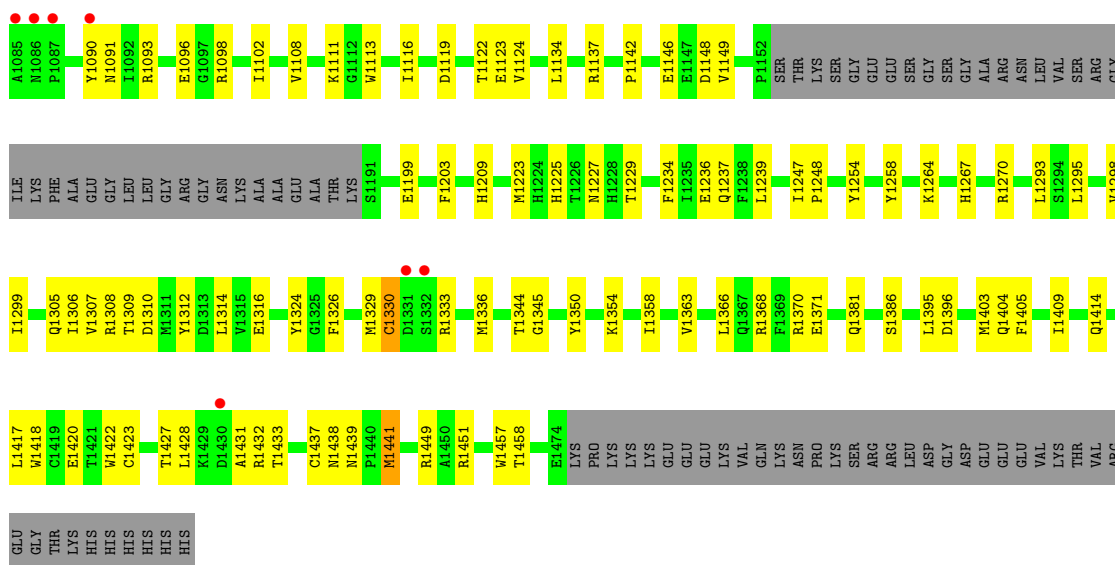 A1085 N1086 P1087 Y1090 N1091 I1092 R1093 E1096 G1097 R1098 I1102 V1108 K1111 G1112 W1113 I1116 D1119 T1122 E1123 V1124 L1134 R1137 P1142 E1146 E1147 D1148 V1149 P1152 SER THR LYS SER GLY GLU GLU SER GLY SER GLY ALA ARG ASN LEU VAL SER ARG GLY
ILE LYS PHE ALA GLU GLY LEU LEU GLY ARG GLY ASN LYS ALA ALA GLU ALA THR LYS S1191 E1199 F1203 H1209 M1223 H1224 H1225 T1226 N1227 H1228 T1229 F1234 I1235 E1236 Q1237 F1238 L1239 I1247 P1248 Y1254 Y1258 K1264 H1267 R1270 L1293 S1294 L1295 V1298
I1299 Q1305 I1306 V1307 R1308 T1309 D1310 M1311 Y1312 D1313 L1314 V1315 E1316 Y1324 G1325 F1326 M1329 C1330 D1331 S1332 R1333 M1336 T1344 G1345 Y1350 K1354 I1358 V1363 L1366 Q1367 R1368 F1369 R1370 E1371 Q1381 S1386 L1395 D1396 M1403 Q1404 F1405 I1409 Q1414
L1417 W1418 C1419 E1420 T1421 W1422 C1423 T1427 L1428 K1429 D1430 A1431 R1432 T1433 C1437 N1438 N1439 P1440 M1441 R1449 A1450 R1451 W1457 T1458 E1474 LYS PRO LYS LYS LYS GLU GLU GLU LYS VAL GLN LYS ASN PRO LYS SER ARG ARG LEU ASP GLY ASP GLU GLU GLU VAL LYS THR VAL ARG
GLU GLY THR LYS HIS HIS HIS HIS HIS HIS